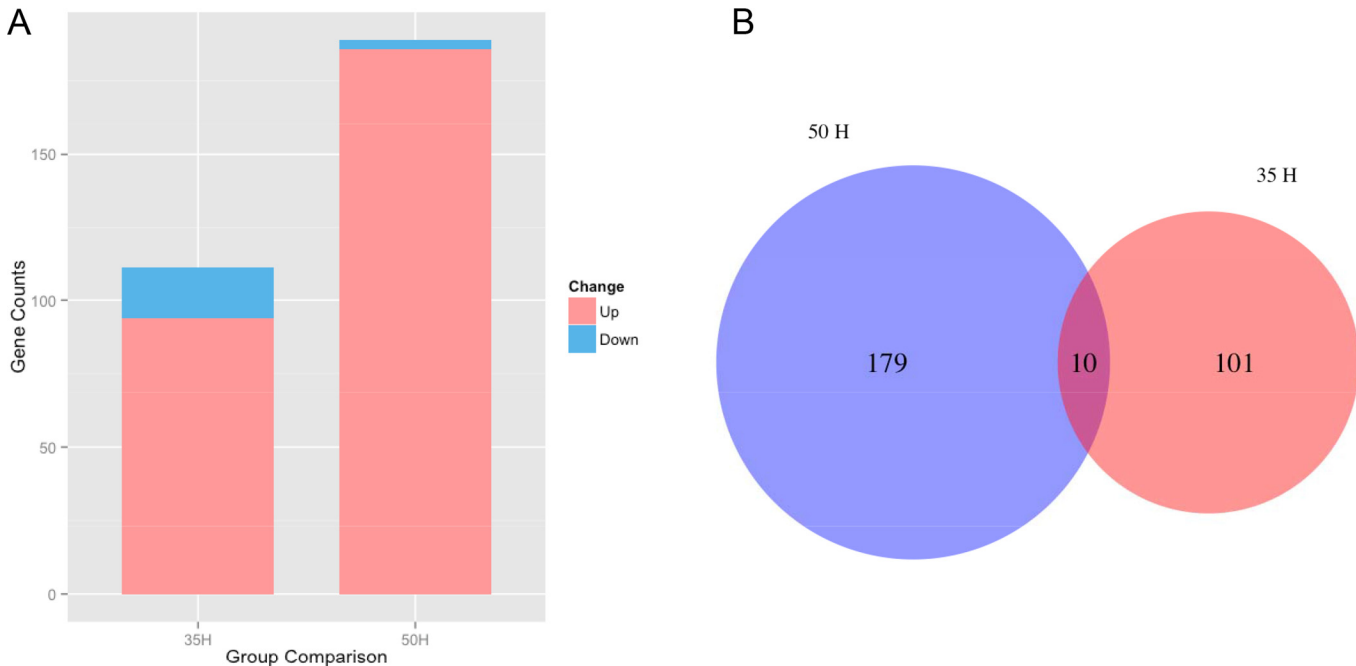 A
B
150
100
50
0
Gene Counts
35H
50H
Group Comparison
Change
Up
Down
50 H
35 H
179
10
101